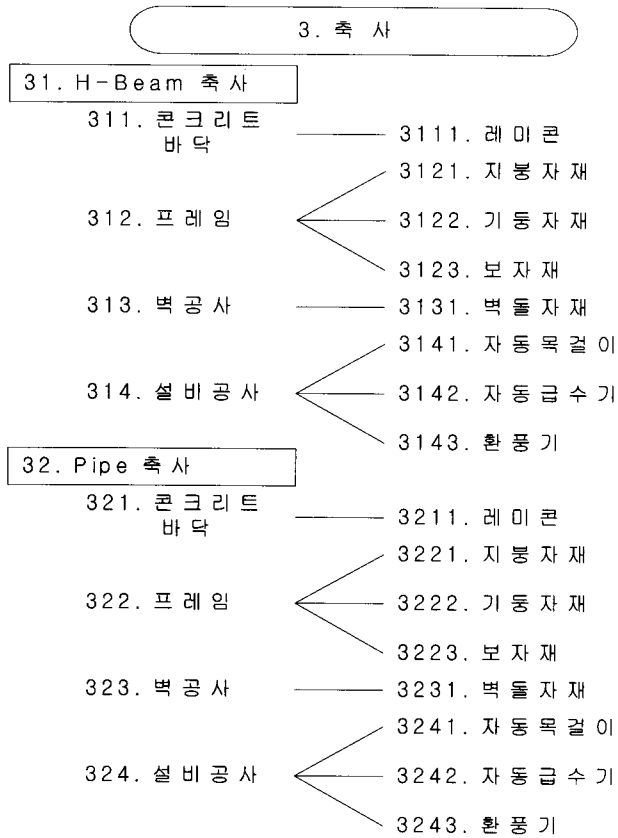 3. 축 사
31. H-Beam 축사
311. 콘크리트
바닥
3111. 레미콘
3121. 지붕자재
312. 프레임
3122. 기둥자재
3123. 보자재
313. 벽공사
3131. 벽돌자재
3141. 자동목걸이
314. 설비공사
3142. 자동급수기
3143. 환풍기
32. Pipe 축사
321. 콘크리트
바닥
3211. 레미콘
3221. 지붕자재
322. 프레임
3222. 기둥자재
3223. 보자재
323. 벽공사
3231. 벽돌자재
3241. 자동목걸이
324. 설비공사
3242. 자동급수기
3243. 환풍기